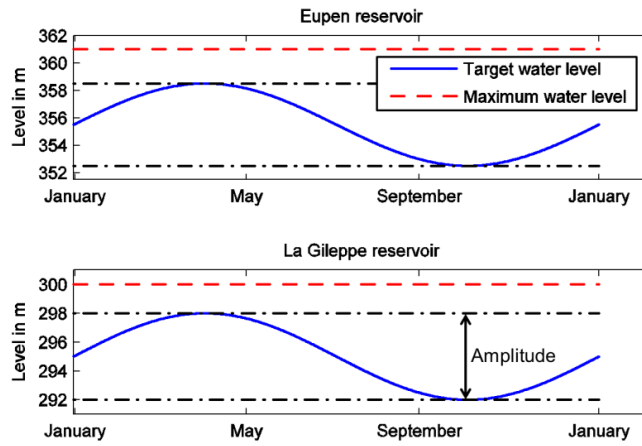 Eupen reservoir
Level in m
362
360
358
356
354
352
Target water level
Maximum water level
January May September January
La Gileppe reservoir
Level in m
300
298
296
294
292
Amplitude
January May September January